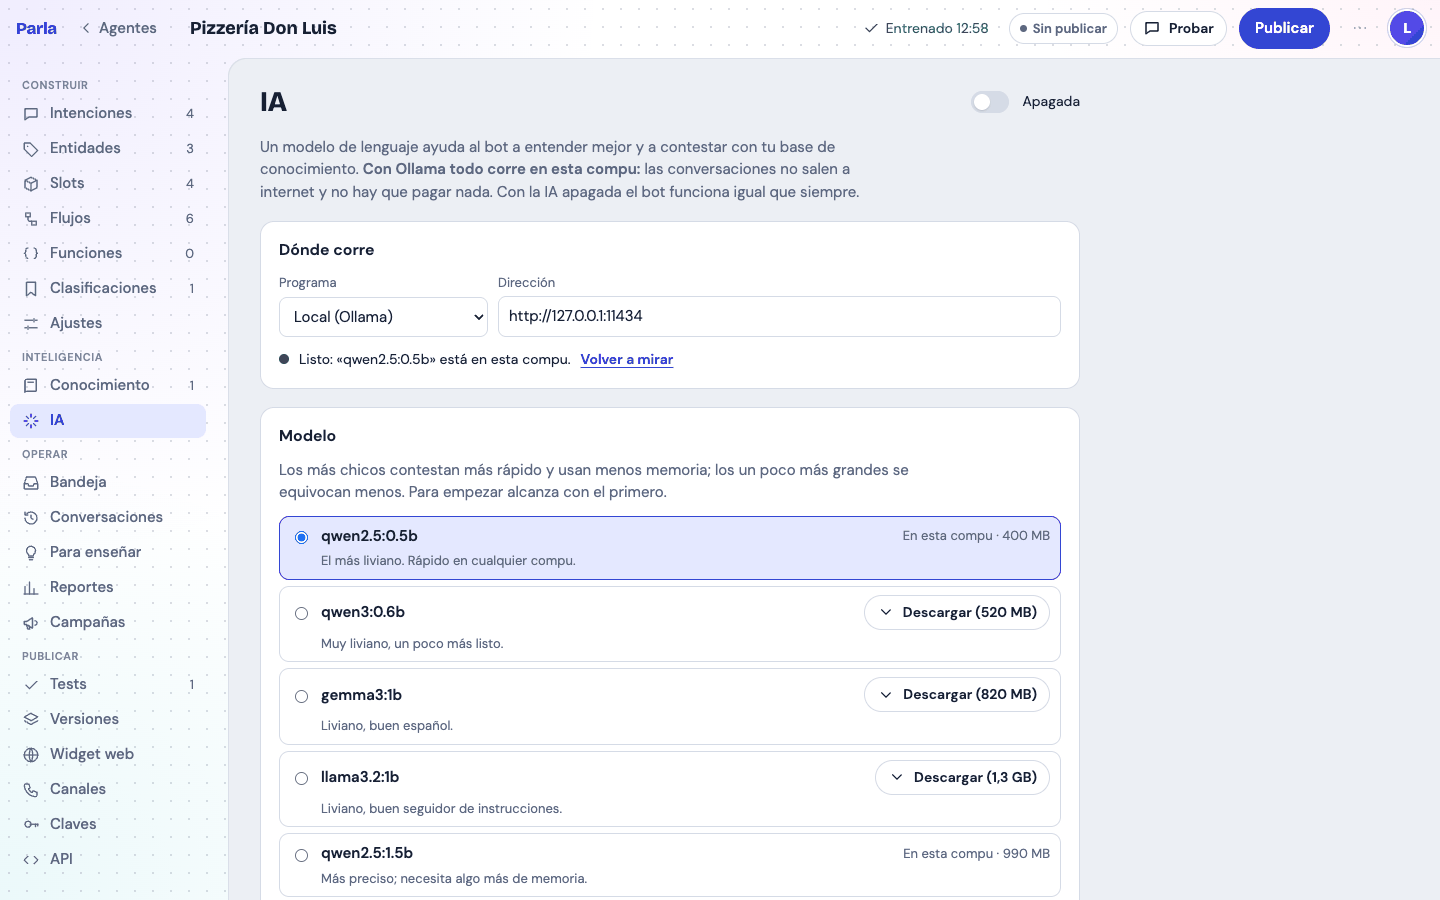 Parla
Agentes
Pizzería Don Luis
Entrenado 12:58
Sin publicar
Probar
Publicar
L
CONSTRUIR
Intenciones 4
Entidades 3
Slots 4
Flujos 6
Funciones 0
Clasificaciones 1
Ajustes
INTELIGENCIA
Conocimiento 1
IA
OPERAR
Bandeja
Conversaciones
Para enseñar
Reportes
Campañas
PUBLICAR
Tests 1
Versiones
Widget web
Canales
Claves
API
IA
Apagada
Un modelo de lenguaje ayuda al bot a entender mejor y a contestar con tu base de
conocimiento. Con Ollama todo corre en esta compu: las conversaciones no salen a
internet y no hay que pagar nada. Con la IA apagada el bot funciona igual que siempre.
Dónde corre
Programa
Dirección
Local (Ollama)
http://127.0.0.1:11434
Listo: «qwen2.5:0.5b» está en esta compu. Volver a mirar
Modelo
Los más chicos contestan más rápido y usan menos memoria; los un poco más grandes se
equivocan menos. Para empezar alcanza con el primero.
qwen2.5:0.5b
En esta compu · 400 MB
El más liviano. Rápido en cualquier compu.
qwen3:0.6b
Descargar (520 MB)
Muy liviano, un poco más listo.
gemma3:1b
Descargar (820 MB)
Liviano, buen español.
llama3.2:1b
Descargar (1,3 GB)
Liviano, buen seguidor de instrucciones.
qwen2.5:1.5b
En esta compu · 990 MB
Más preciso; necesita algo más de memoria.